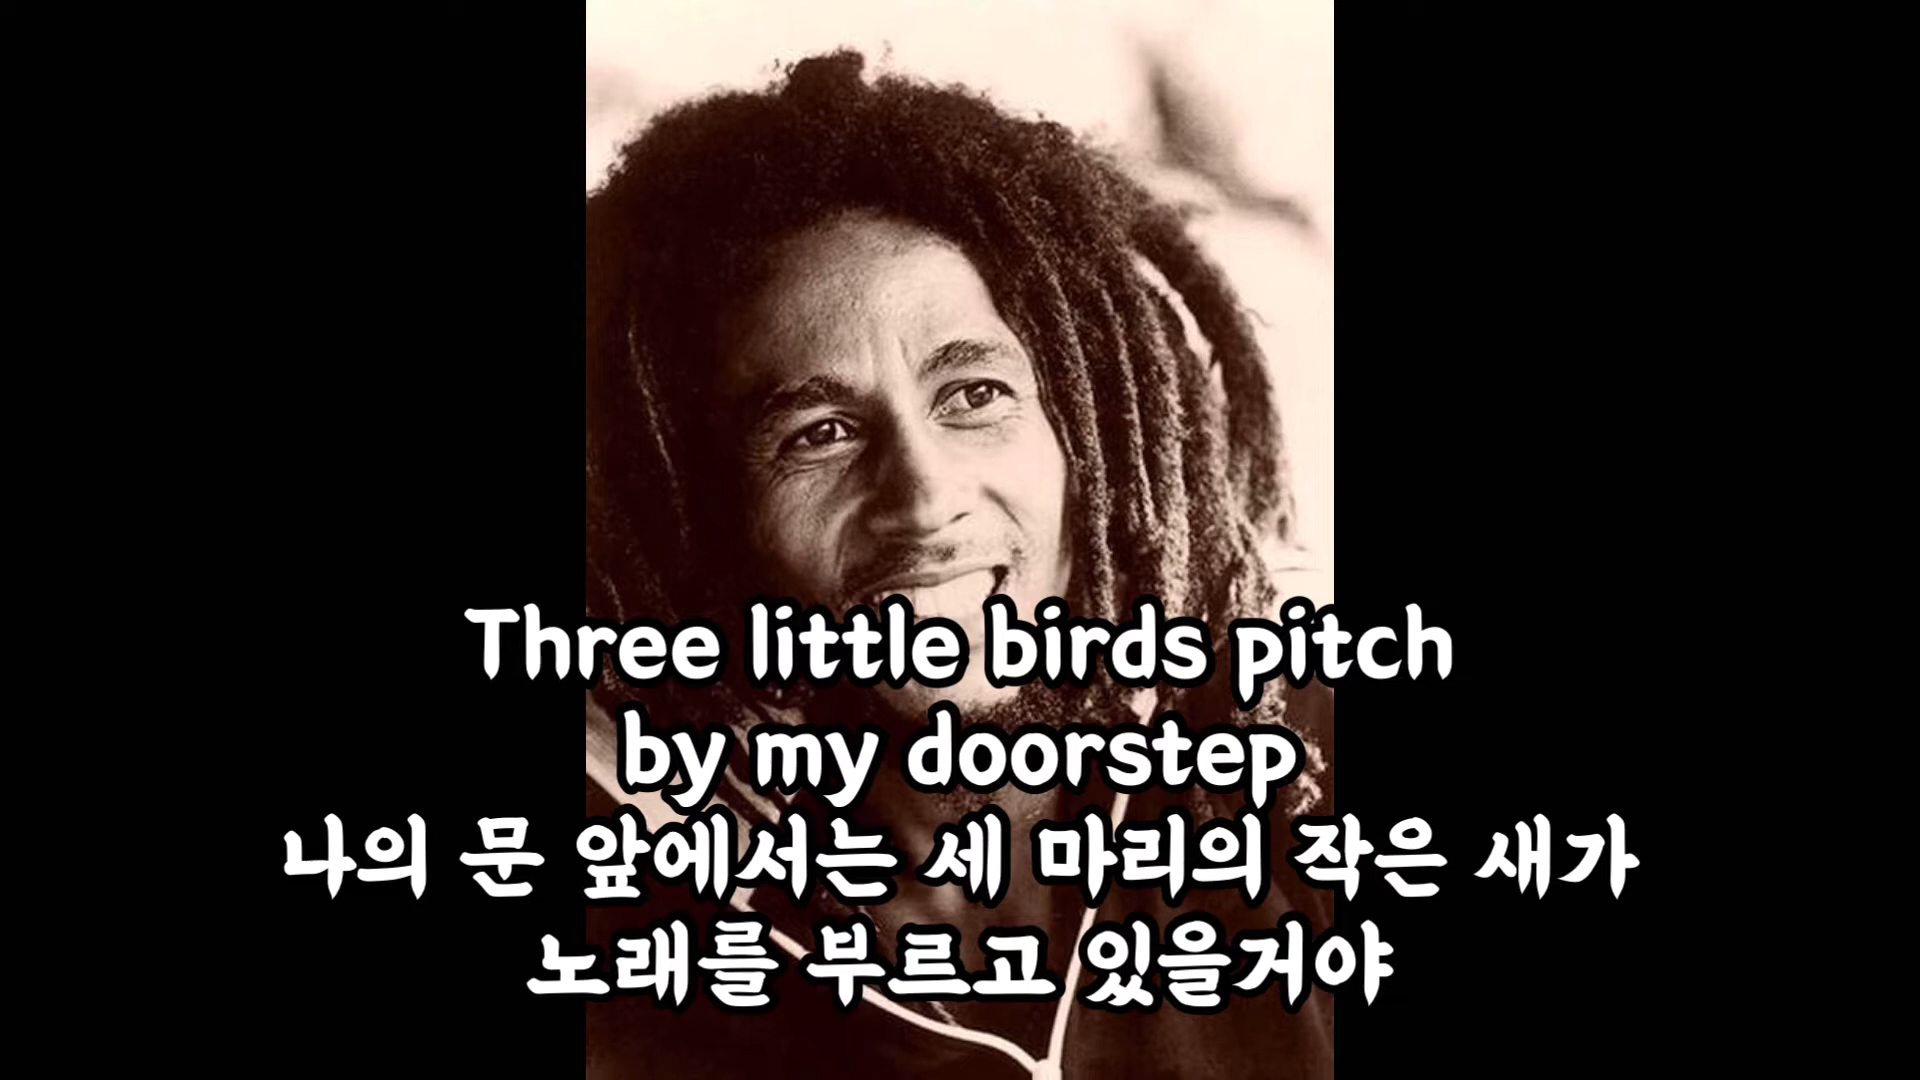 Three little birds pitch
by my doorstep
나의 문 앞에서는 세 마리의 작은 새가
노래를 부르고 있을거야